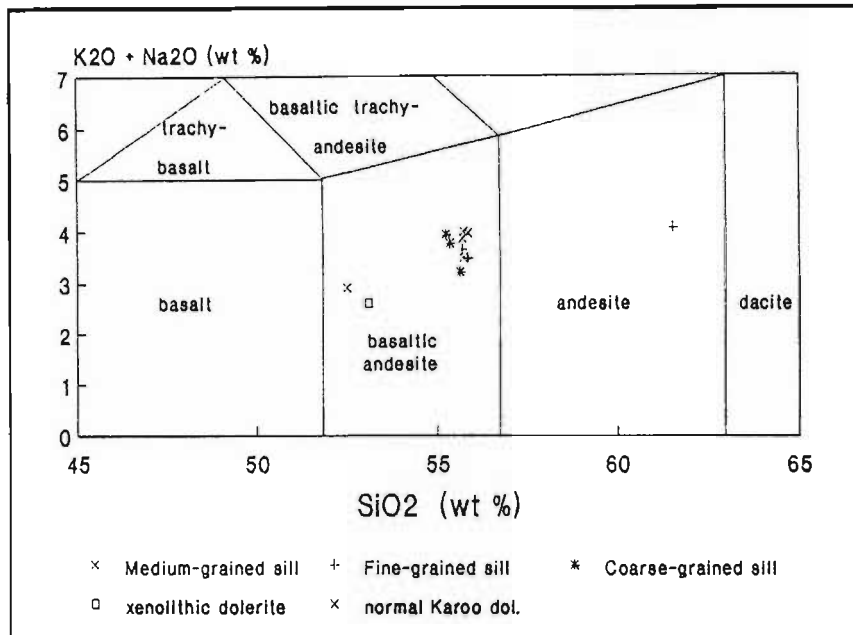 K2O + Na2O (wt %)
7
6
5
4
3
2
1
0
trachy-
basalt
basaltic trachy-
andesite
basalt
basaltic
andesite
andesite
dacite
45 50 55 60 65
SiO2 (wt %)
× Medium-grained sill + Fine-grained sill * Coarse-grained sill
□ xenolithic dolerite × normal Karoo dol.